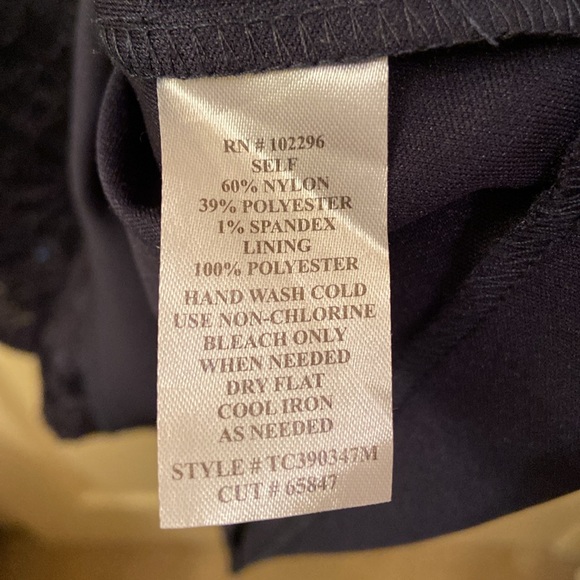 RN # 102296
SELF
60% NYLON
39% POLYESTER
1% SPANDEX
LINING
100% POLYESTER
HAND WASH COLD
USE NON-CHLORINE
BLEACH ONLY
WHEN NEEDED
DRY FLAT
COOL IRON
AS NEEDED
STYLE # TC390347M
CUT # 65847